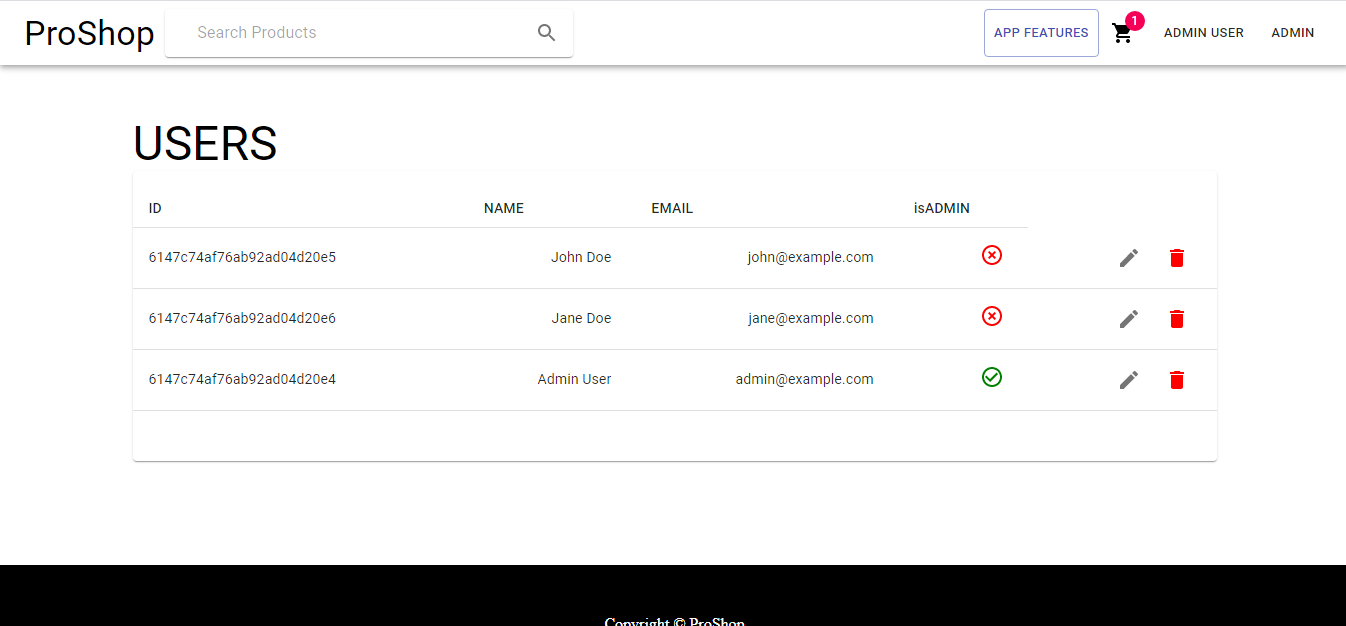 ProShop Search Products APP FEATURES 1 ADMIN USER ADMIN
USERS
ID NAME EMAIL isADMIN
6147c74af76ab92ad04d20e5 John Doe john@example.com
6147c74af76ab92ad04d20e6 Jane Doe jane@example.com
6147c74af76ab92ad04d20e4 Admin User admin@example.com
Copyright © ProShop